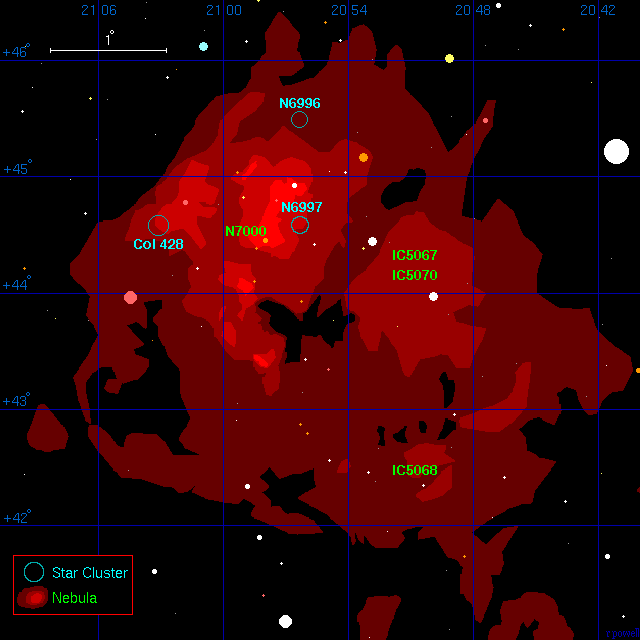 21 06 21 00 20 54 20 48 20 42
1°
+46°
N6996
+45°
N6997
N7000
Col 428
IC5067
IC5070
+44°
+43°
IC5068
+42°
Star Cluster
Nebula